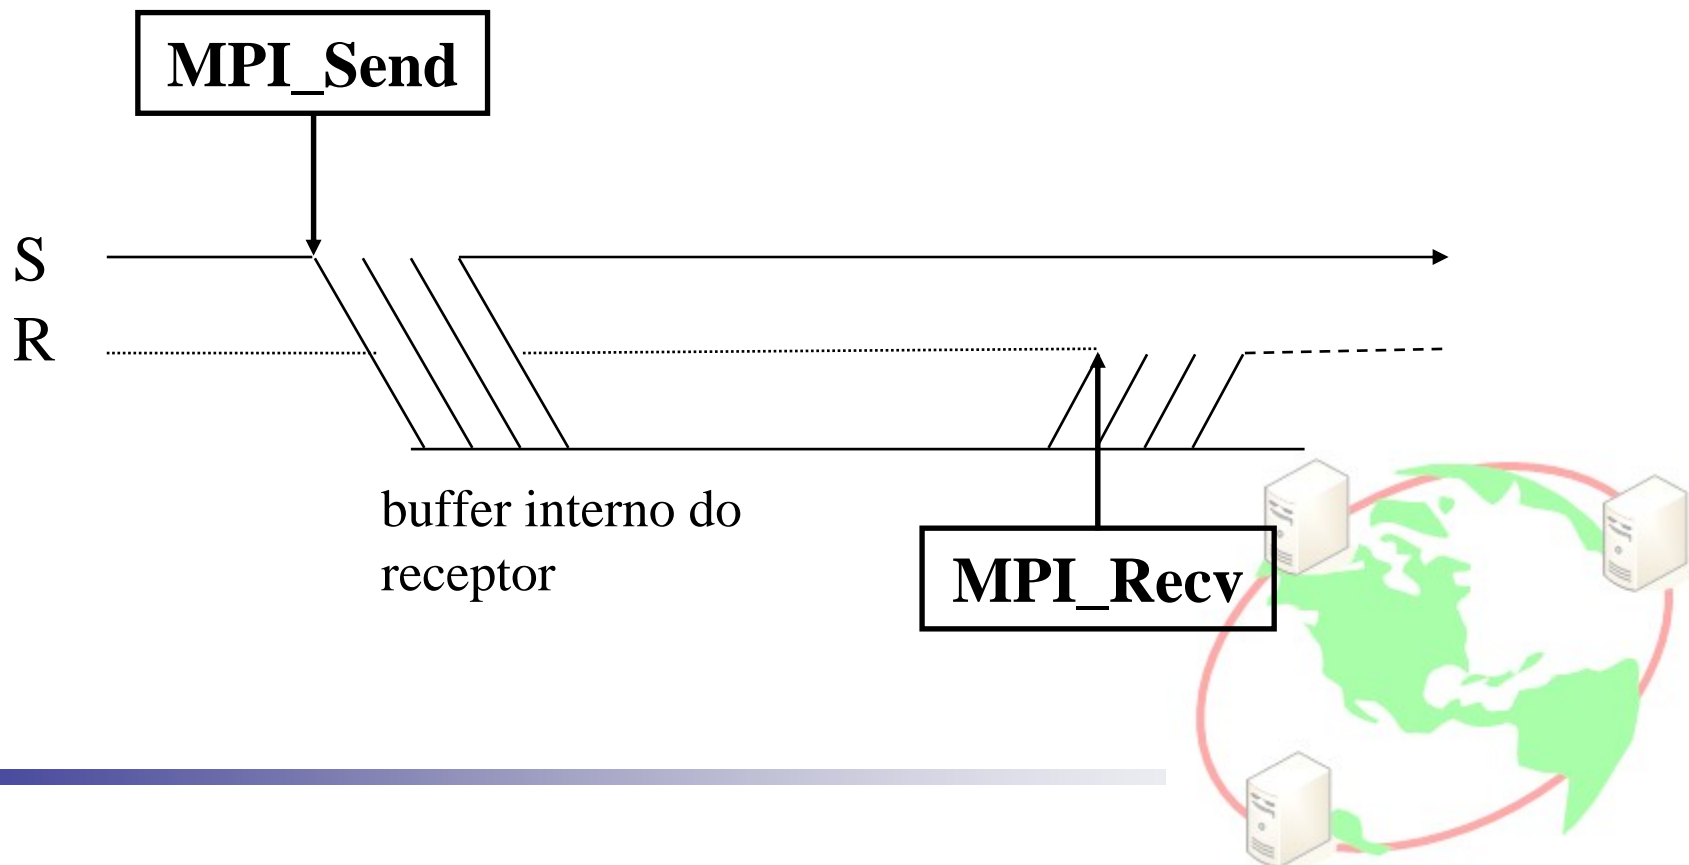 MPI_Send
S
R
buffer interno do
receptor
MPI_Recv